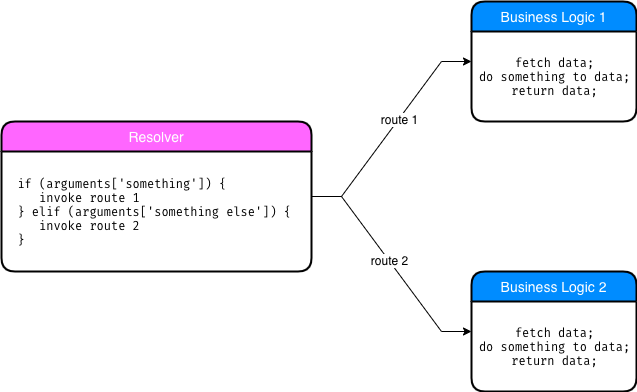 Business Logic 1
fetch data;
do something to data;
return data;
route 1
Resolver
if (arguments['something']) {
invoke route 1
} elif (arguments['something else']) {
invoke route 2
}
route 2
Business Logic 2
fetch data;
do something to data;
return data;